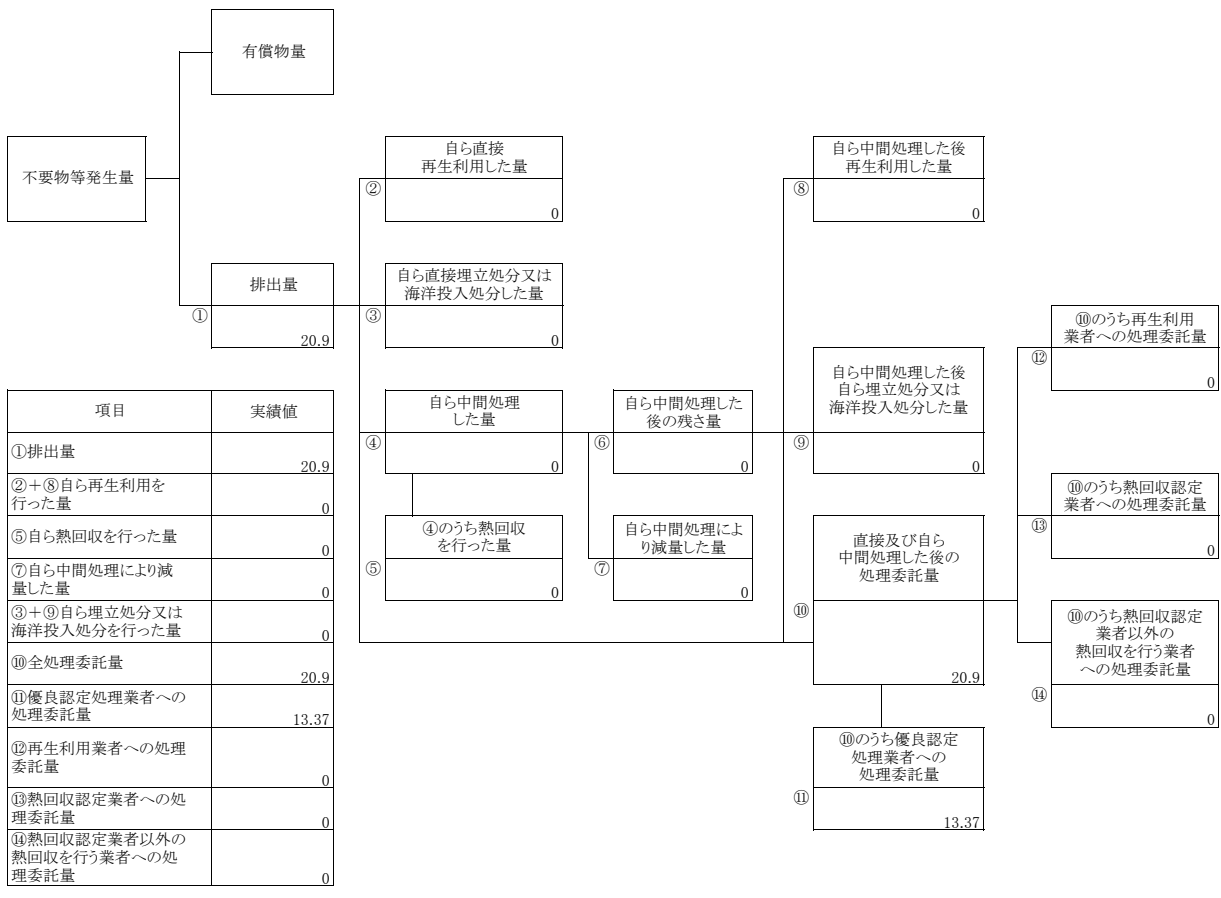 有償物量
不要物等発生量
排出量
①
20.9
自ら直接
再生利用した量
②
0
自ら直接埋立処分又は
海洋投入処分した量
③
0
自ら中間処理
した量
④
0
④のうち熱回収
を行った量
⑤
0
自ら中間処理した
後の残さ量
⑥
0
自ら中間処理によ
り減量した量
⑦
0
自ら中間処理した後
再生利用した量
⑧
0
自ら中間処理した後
自ら埋立処分又は
海洋投入処分した量
⑨
0
直接及び自ら
中間処理した後の
処理委託量
⑩
20.9
⑩のうち優良認定
処理業者への
処理委託量
⑪
13.37
⑩のうち再生利用
業者への処理委託量
⑫
0
⑩のうち熱回収認定
業者への処理委託量
⑬
0
⑩のうち熱回収認定
業者以外の
熱回収を行う業者
への処理委託量
⑭
0
項目 実績値
①排出量
20.9
②＋⑧自ら再生利用を
行った量
0
⑤自ら熱回収を行った量
0
⑦自ら中間処理により減
量した量
0
③＋⑨自ら埋立処分又は
海洋投入処分を行った量
0
⑩全処理委託量
20.9
⑪優良認定処理業者への
処理委託量
13.37
⑫再生利用業者への処理
委託量
0
⑬熱回収認定業者への処
理委託量
0
⑭熱回収認定業者以外の
熱回収を行う業者への処
理委託量
0